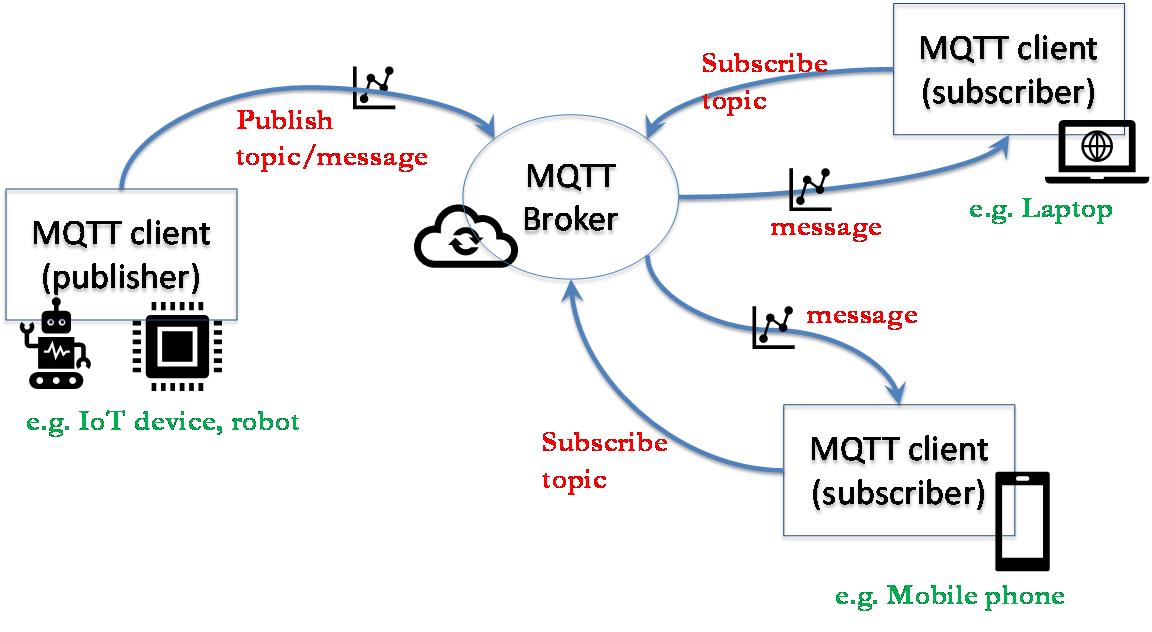 MQTT client
(publisher)
e.g. IoT device, robot
Publish
topic/message
MQTT
Broker
Subscribe
topic
MQTT client
(subscriber)
e.g. Laptop
message
message
Subscribe
topic
MQTT client
(subscriber)
e.g. Mobile phone